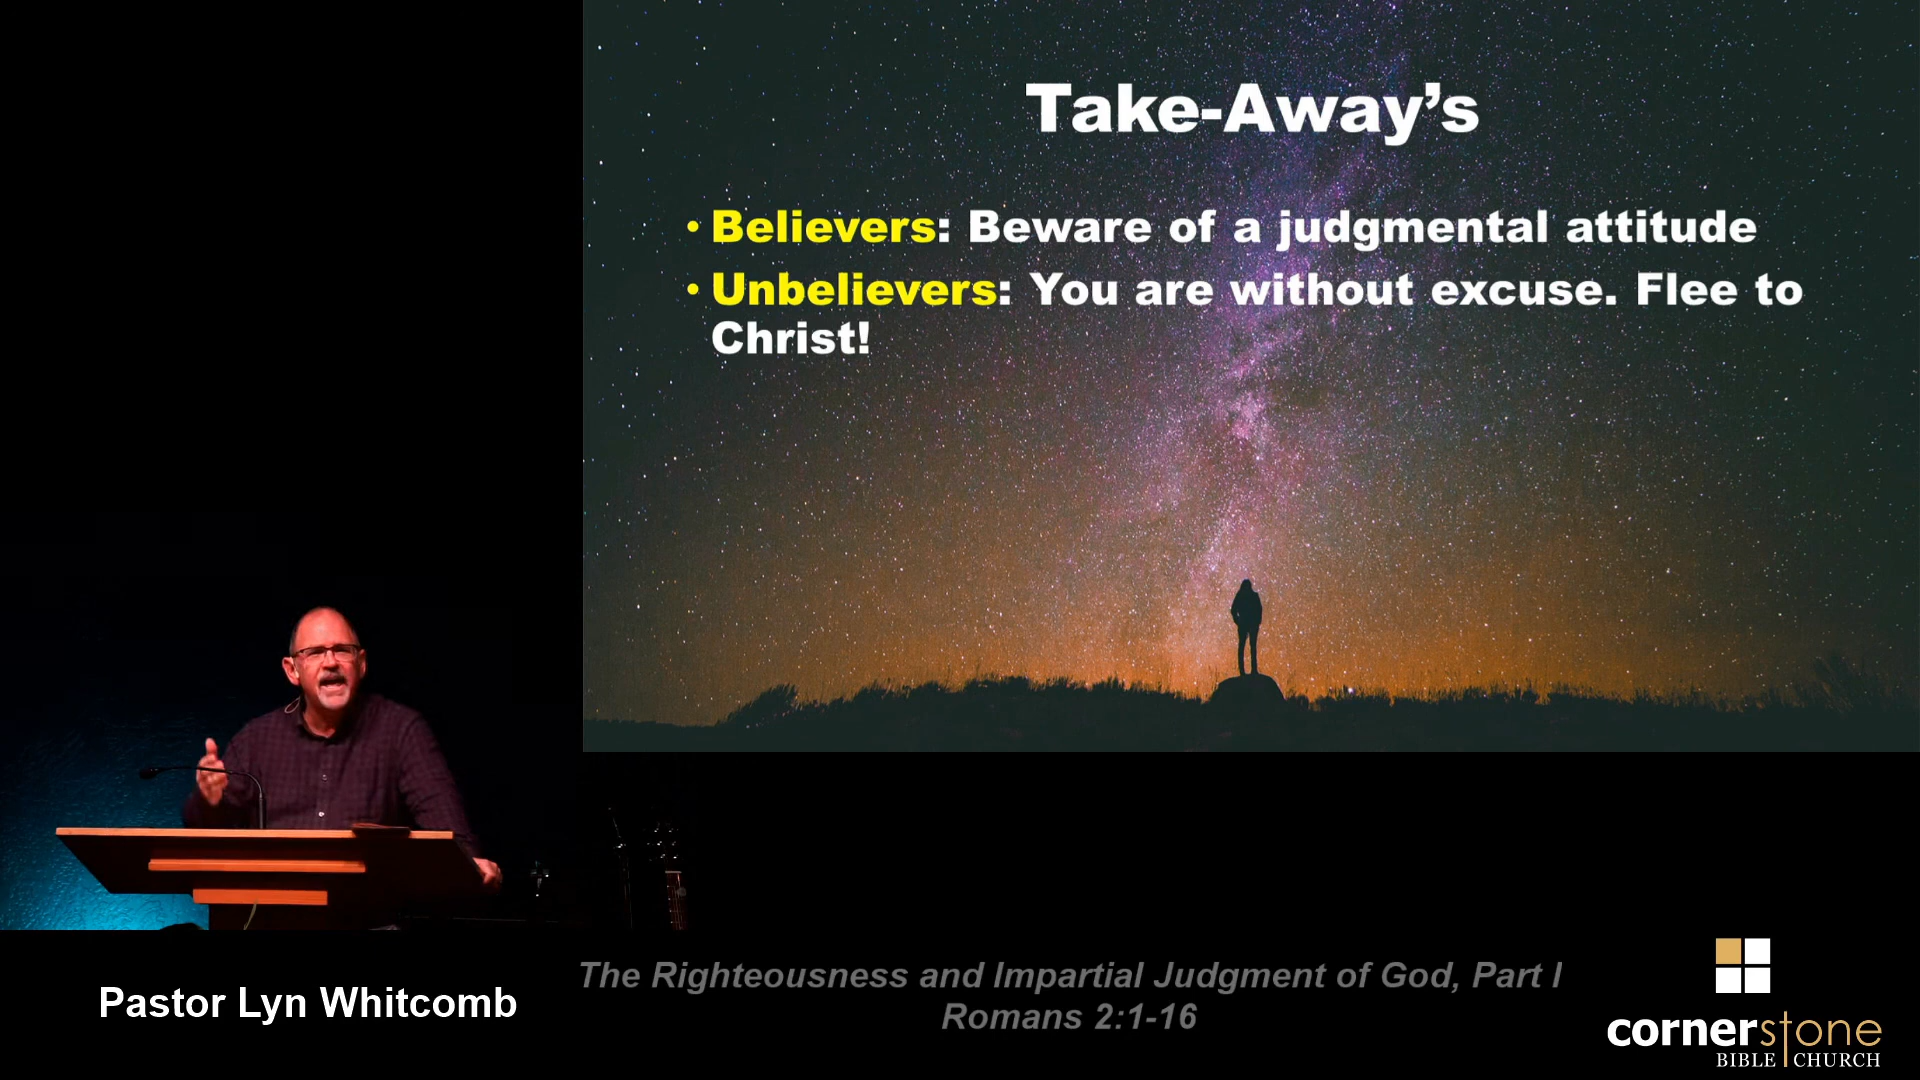 Take-Away’s
• Believers: Beware of a judgmental attitude
• Unbelievers: You are without excuse. Flee to
Christ!
Pastor Lyn Whitcomb
The Righteousness and Impartial Judgment of God, Part I
Romans 2:1-16
cornerstone
BIBLE CHURCH